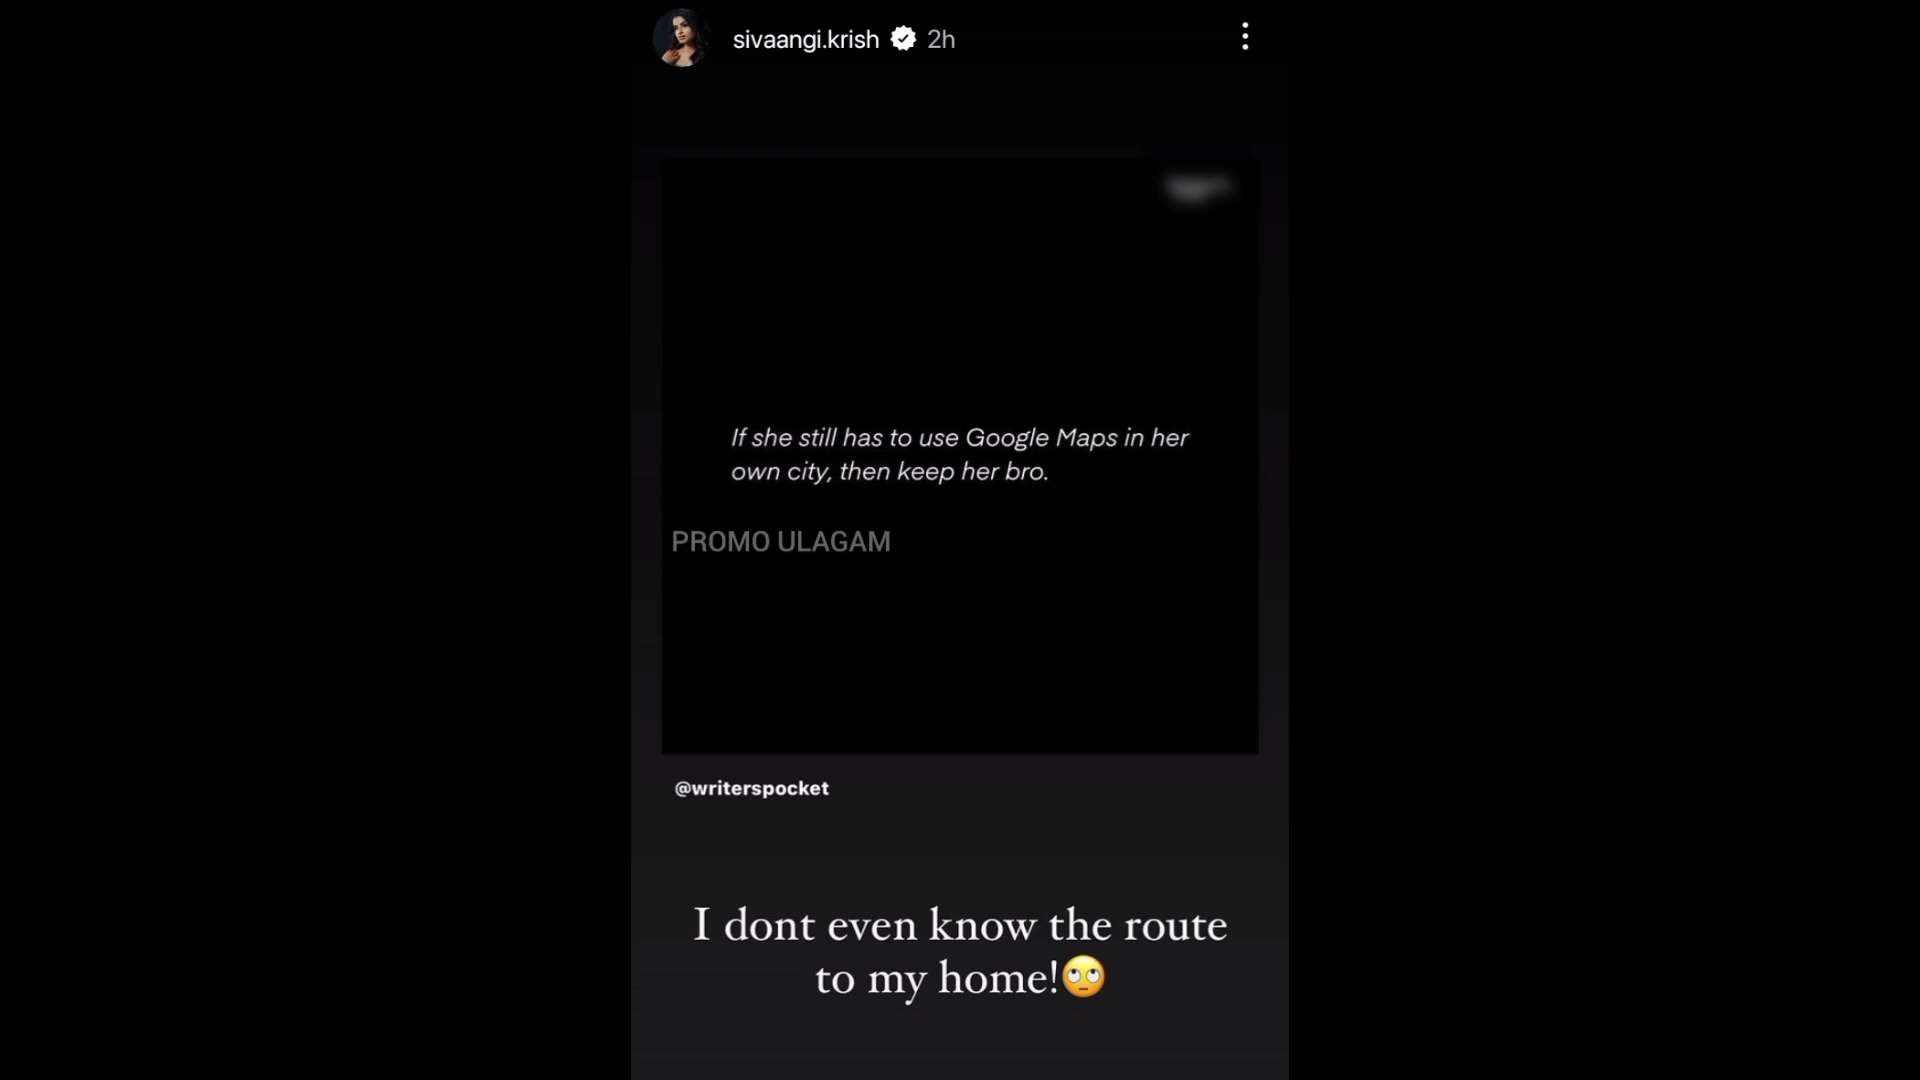 sivaangi.krish 2h
If she still has to use Google Maps in her
own city, then keep her bro.
PROMO ULAGAM
@writerspocket
I dont even know the route
to my home!🙄